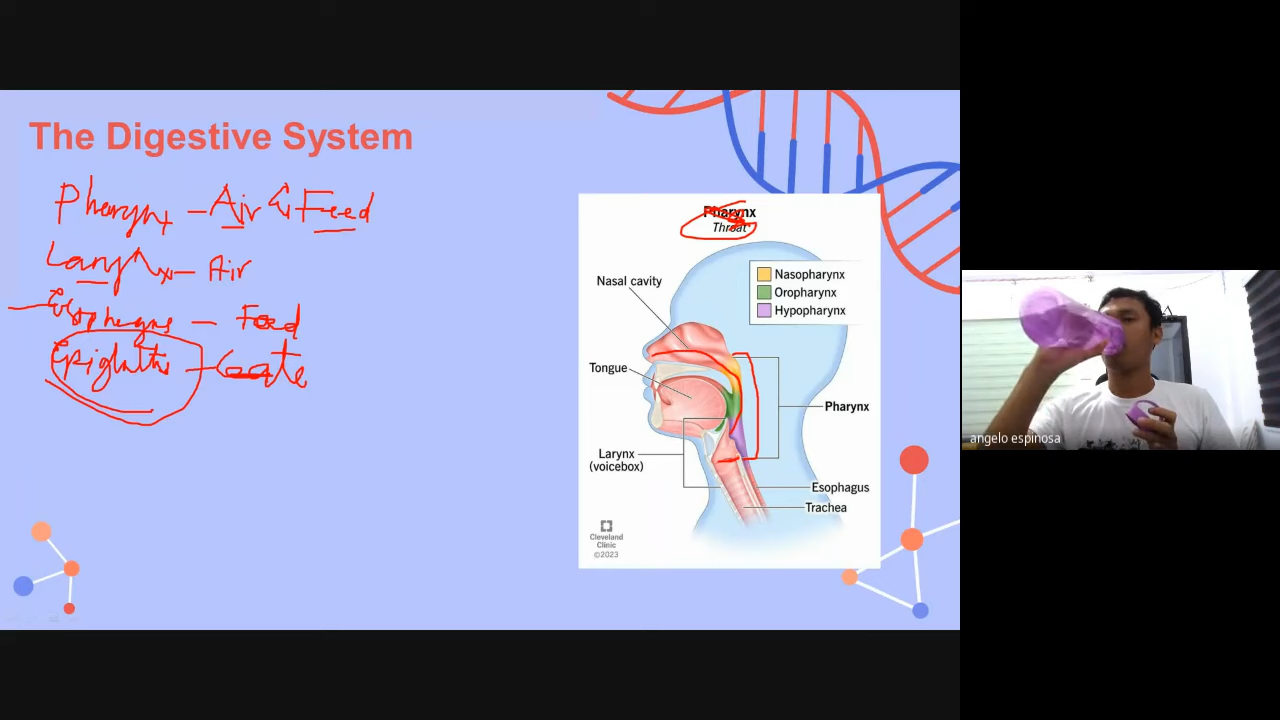 The Digestive System
Pharynx - Air & Food
Larynx - Air
Esophagus - Food
Epiglottis - Gate
Pharynx
Throat
Nasal cavity
Nasopharynx
Oropharynx
Hypopharynx
Tongue
Pharynx
Larynx
(voicebox)
Esophagus
Trachea
Cleveland
Clinic
©2023
angelo espinosa